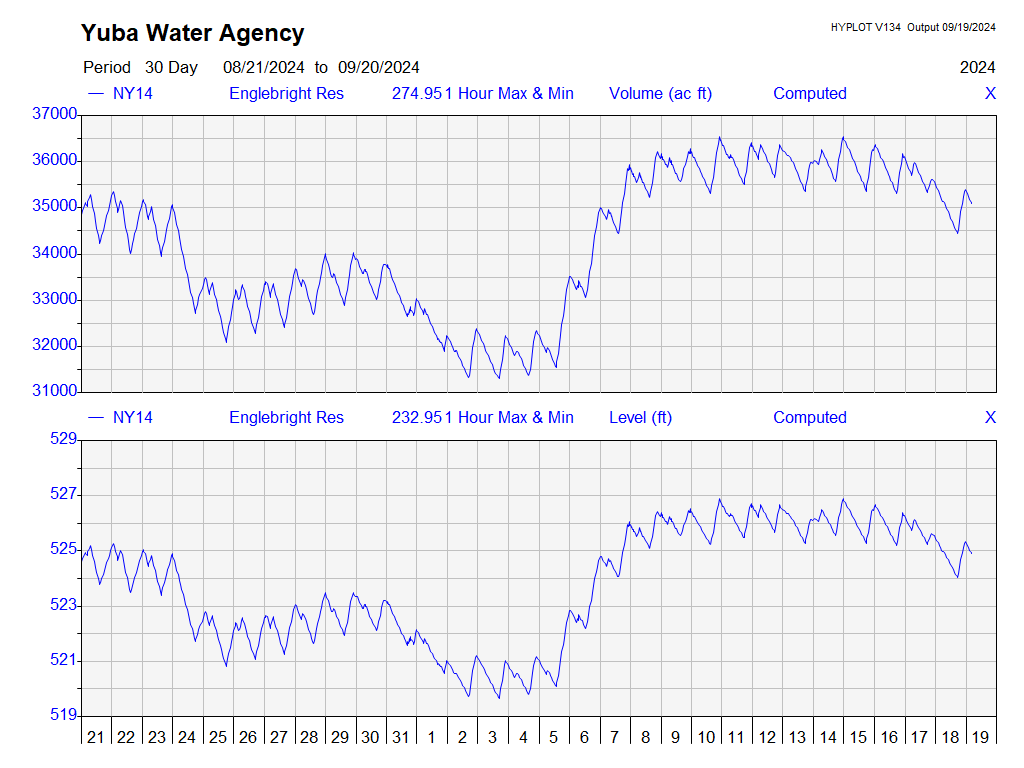 Yuba Water Agency
HYPLOT V134 Output 09/19/2024
Period 30 Day 08/21/2024 to 09/20/2024
2024
NY14 Englebright Res 274.951 Hour Max & Min Volume (ac ft) Computed X
37000
36000
35000
34000
33000
32000
31000
NY14 Englebright Res 232.951 Hour Max & Min Level (ft) Computed X
529
527
525
523
521
519
21 22 23 24 25 26 27 28 29 30 31 1 2 3 4 5 6 7 8 9 10 11 12 13 14 15 16 17 18 19